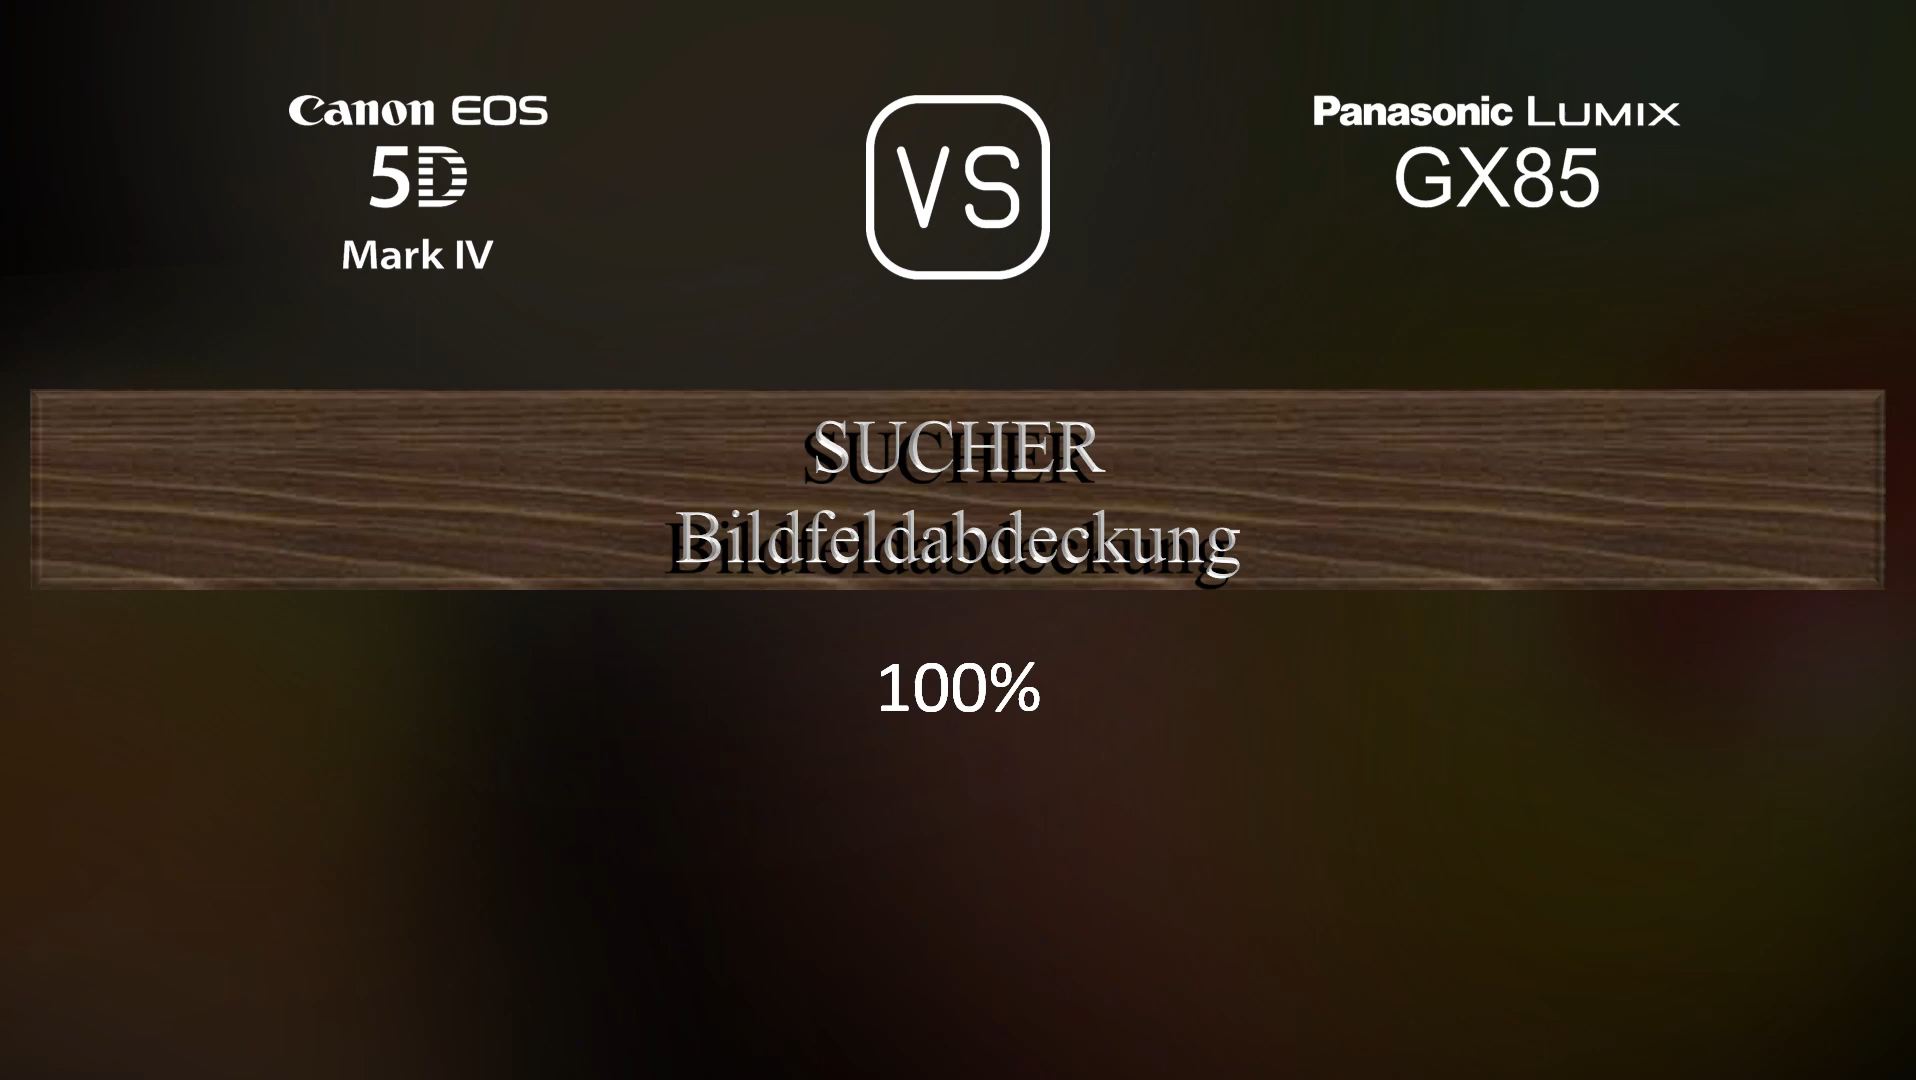 Canon EOS
5D
Mark IV
VS
Panasonic LUMIX
GX85
SUCHER
Bildfeldabdeckung
100%